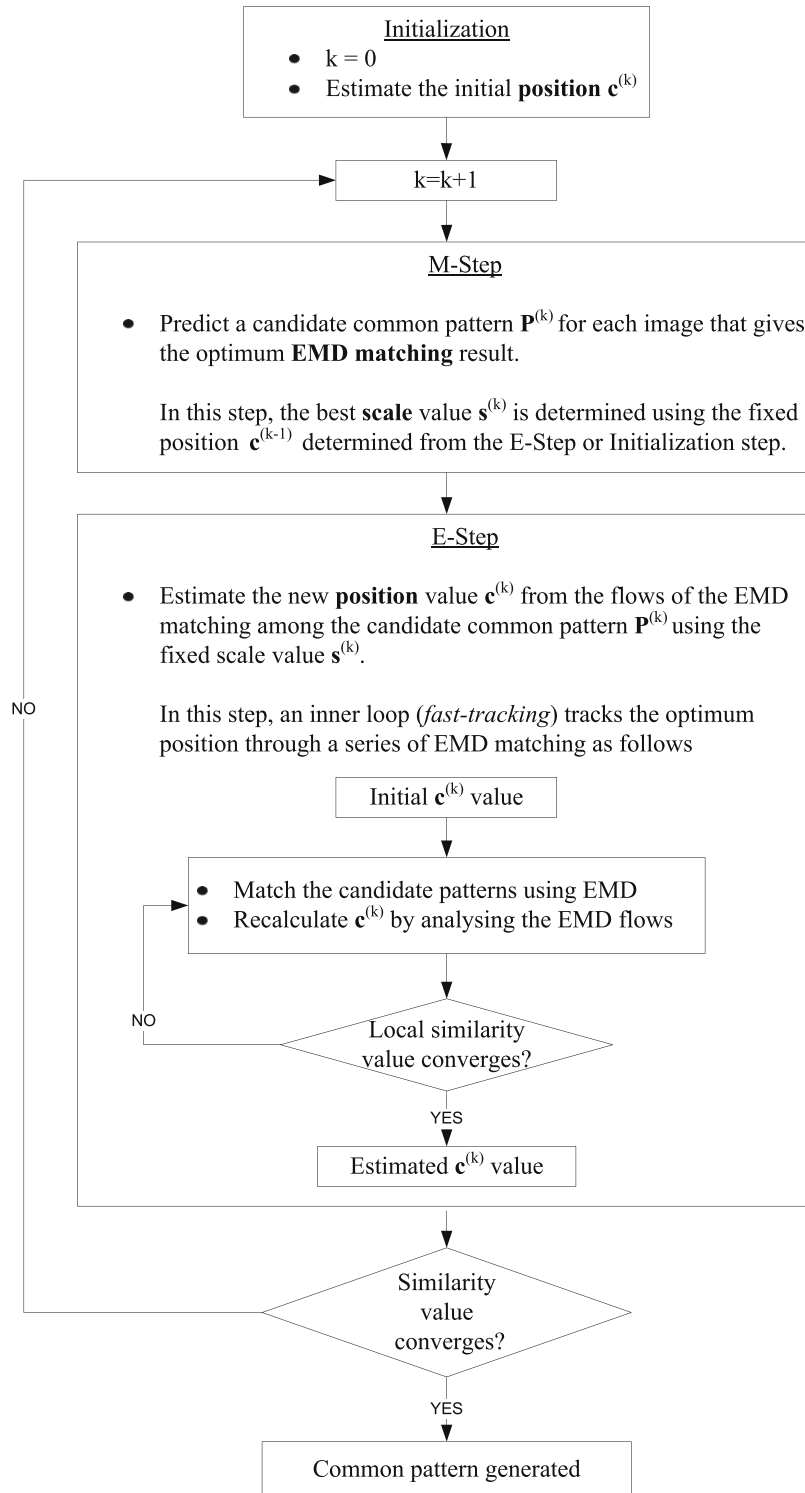 Initialization
• k = 0
• Estimate the initial position c^(k)
k=k+1
M-Step
• Predict a candidate common pattern P^(k) for each image that gives
the optimum EMD matching result.
In this step, the best scale value s^(k) is determined using the fixed
position c^(k-1) determined from the E-Step or Initialization step.
E-Step
• Estimate the new position value c^(k) from the flows of the EMD
matching among the candidate common pattern P^(k) using the
fixed scale value s^(k).
In this step, an inner loop (fast-tracking) tracks the optimum
position through a series of EMD matching as follows
Initial c^(k) value
• Match the candidate patterns using EMD
• Recalculate c^(k) by analysing the EMD flows
Local similarity
value converges?
NO
YES
Estimated c^(k) value
Similarity
value
converges?
NO
YES
Common pattern generated